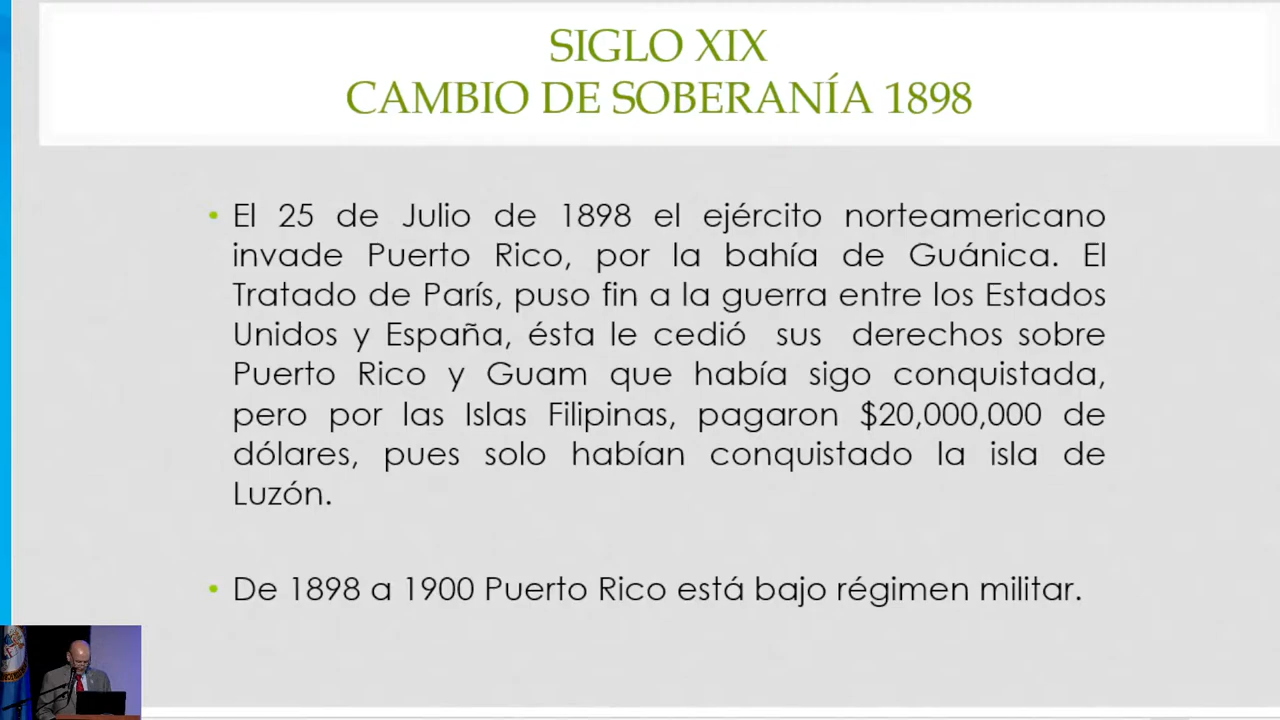 SIGLO XIX
CAMBIO DE SOBERANÍA 1898
• El 25 de Julio de 1898 el ejército norteamericano
invade Puerto Rico, por la bahía de Guánica. El
Tratado de París, puso fin a la guerra entre los Estados
Unidos y España, ésta le cedió sus derechos sobre
Puerto Rico y Guam que había sigo conquistada,
pero por las Islas Filipinas, pagaron $20,000,000 de
dólares, pues solo habían conquistado la isla de
Luzón.
• De 1898 a 1900 Puerto Rico está bajo régimen militar.